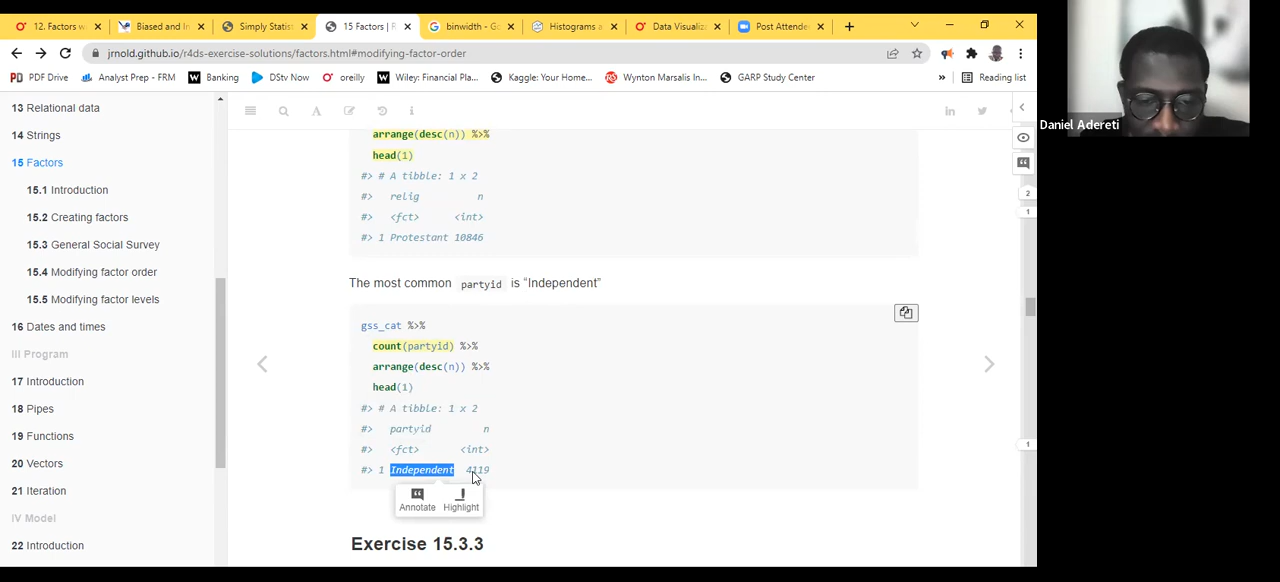 12. Factors w
Biased and In
Simply Statist
15 Factors | R
binwidth - Go
Histograms a
Data Visualiz
Post Attende
jrnold.github.io/r4ds-exercise-solutions/factors.html#modifying-factor-order
PDF Drive
Analyst Prep - FRM
Banking
DStv Now
oreilly
Wiley: Financial Pla...
Kaggle: Your Home...
Wynton Marsalis In...
GARP Study Center
»
Reading list
13 Relational data
14 Strings
15 Factors
15.1 Introduction
15.2 Creating factors
15.3 General Social Survey
15.4 Modifying factor order
15.5 Modifying factor levels
16 Dates and times
III Program
17 Introduction
18 Pipes
19 Functions
20 Vectors
21 Iteration
IV Model
22 Introduction
arrange(desc(n)) %>%
head(1)
#> # A tibble: 1 x 2
#> relig n
#> <fct> <int>
#> 1 Protestant 10846
The most common partyid is “Independent”
gss_cat %>%
count(partyid) %>%
arrange(desc(n)) %>%
head(1)
#> # A tibble: 1 x 2
#> partyid n
#> <fct> <int>
#> 1 Independent 4119
Annotate Highlight
Exercise 15.3.3
2
1
1
Daniel Adereti